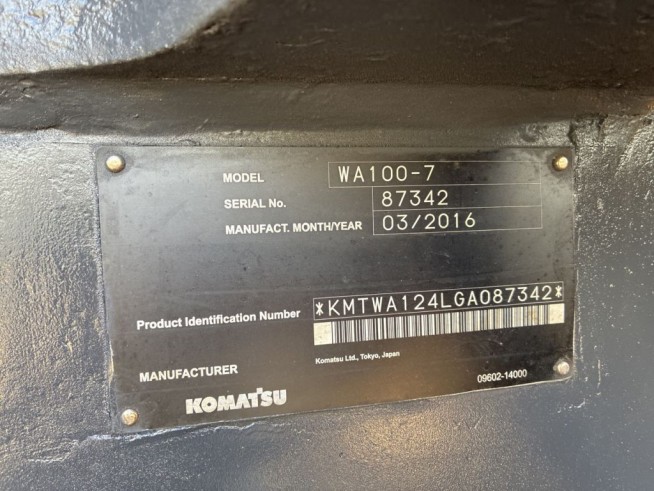 MODEL WA100-7
SERIAL No. 87342
MANUFACT. MONTH/YEAR 03/2016
Product Identification Number *KMTWA124LGA087342*
MANUFACTURER Komatsu Ltd., Tokyo, Japan
KOMATSU 09602-14000